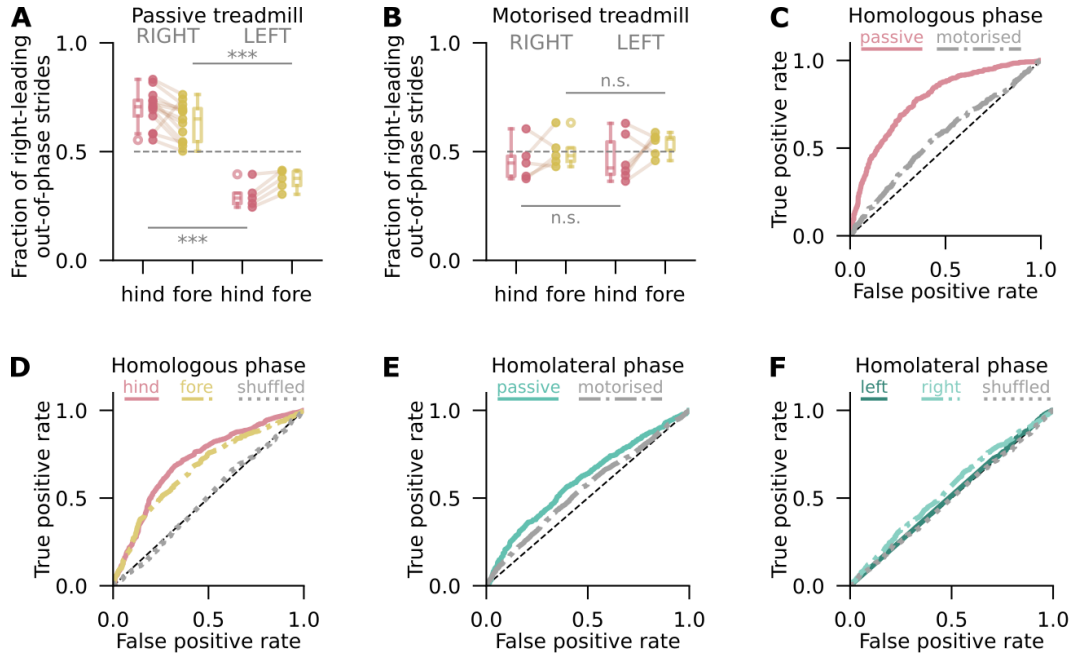 A
Passive treadmill
RIGHT LEFT
***
1.0
0.5
0.0
Fraction of right-leading
out-of-phase strides
***
hind fore hind fore
B
Motorised treadmill
RIGHT LEFT
n.s.
1.0
0.5
0.0
Fraction of right-leading
out-of-phase strides
n.s.
hind fore hind fore
C
Homologous phase
passive motorised
1.0
0.5
0.0
True positive rate
0.0 0.5 1.0
False positive rate
D
Homologous phase
hind fore shuffled
1.0
0.5
0.0
True positive rate
0.0 0.5 1.0
False positive rate
E
Homolateral phase
passive motorised
1.0
0.5
0.0
True positive rate
0.0 0.5 1.0
False positive rate
F
Homolateral phase
left right shuffled
1.0
0.5
0.0
True positive rate
0.0 0.5 1.0
False positive rate